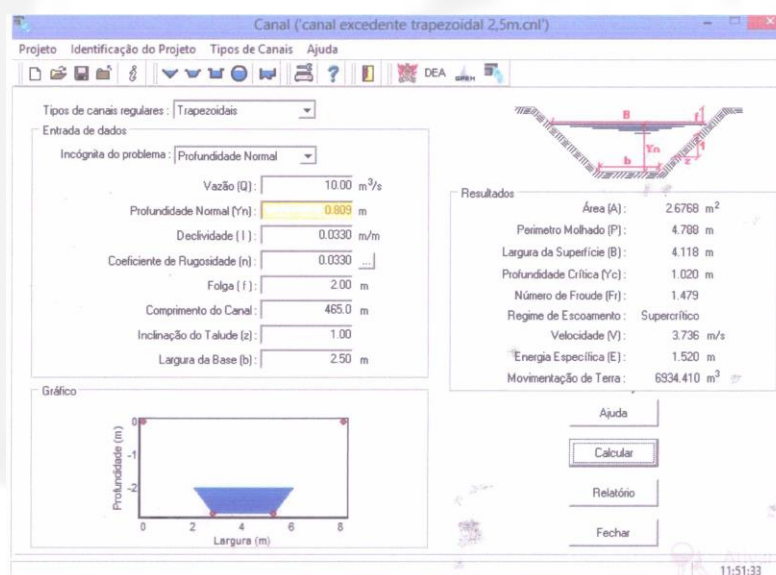 Canal ('canal excedente trapezoidal 2,5m.cnl')
Projeto Identificação do Projeto Tipos de Canais Ajuda
DEA
Tipos de canais regulares : Trapezoidais
Entrada de dados
Incógnita do problema : Profundidade Normal
Vazão (Q) : 10.00 m³/s
Profundidade Normal (Yn) : 0.809 m
Declividade ( I ) : 0.0330 m/m
Coeficiente de Rugosidade (n) : 0.0330 ...
Folga ( f ) : 2.00 m
Comprimento do Canal : 465.0 m
Inclinação do Talude (z) : 1.00
Largura da Base (b) : 2.50 m
B
f
Yn
1
b
z
Resultados
Área (A) : 2.6768 m²
Perimetro Molhado (P) : 4.788 m
Largura da Superfície (B) : 4.118 m
Profundidade Crítica (Yc) : 1.020 m
Número de Froude (Fr) : 1.479
Regime de Escoamento : Supercrítico
Velocidade (V) : 3.736 m/s
Energia Específica (E) : 1.520 m
Movimentação de Terra : 6934.410 m³
Gráfico
Profundidade (m)
0
-1
-2
0 2 4 6 8
Largura (m)
Ajuda
Calcular
Relatório
Fechar
11:51:33